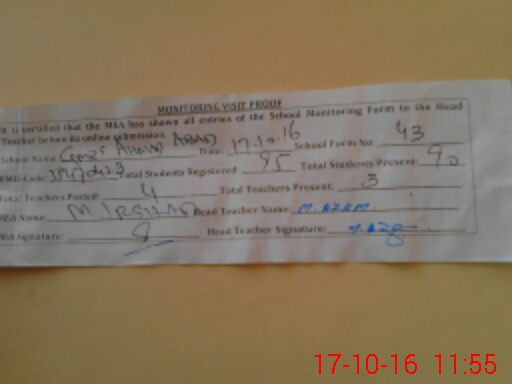 MONITORING VISIT PROOF
It is certified that the MEA has shown all entries of the School Monitoring Form to the Head
Teacher before its online submission.
School Name: Abad Date: 17.10.16 School Form No: 43
EMIS Code: Total Students Registered 95 Total Students Present: 90
Total Teachers Posted: 4 Total Teachers Present: 3
MEA Name: M. IRSHAD Head Teacher Name: M. AZAM.
MEA Signature: Head Teacher Signature:
17-10-16 11:55